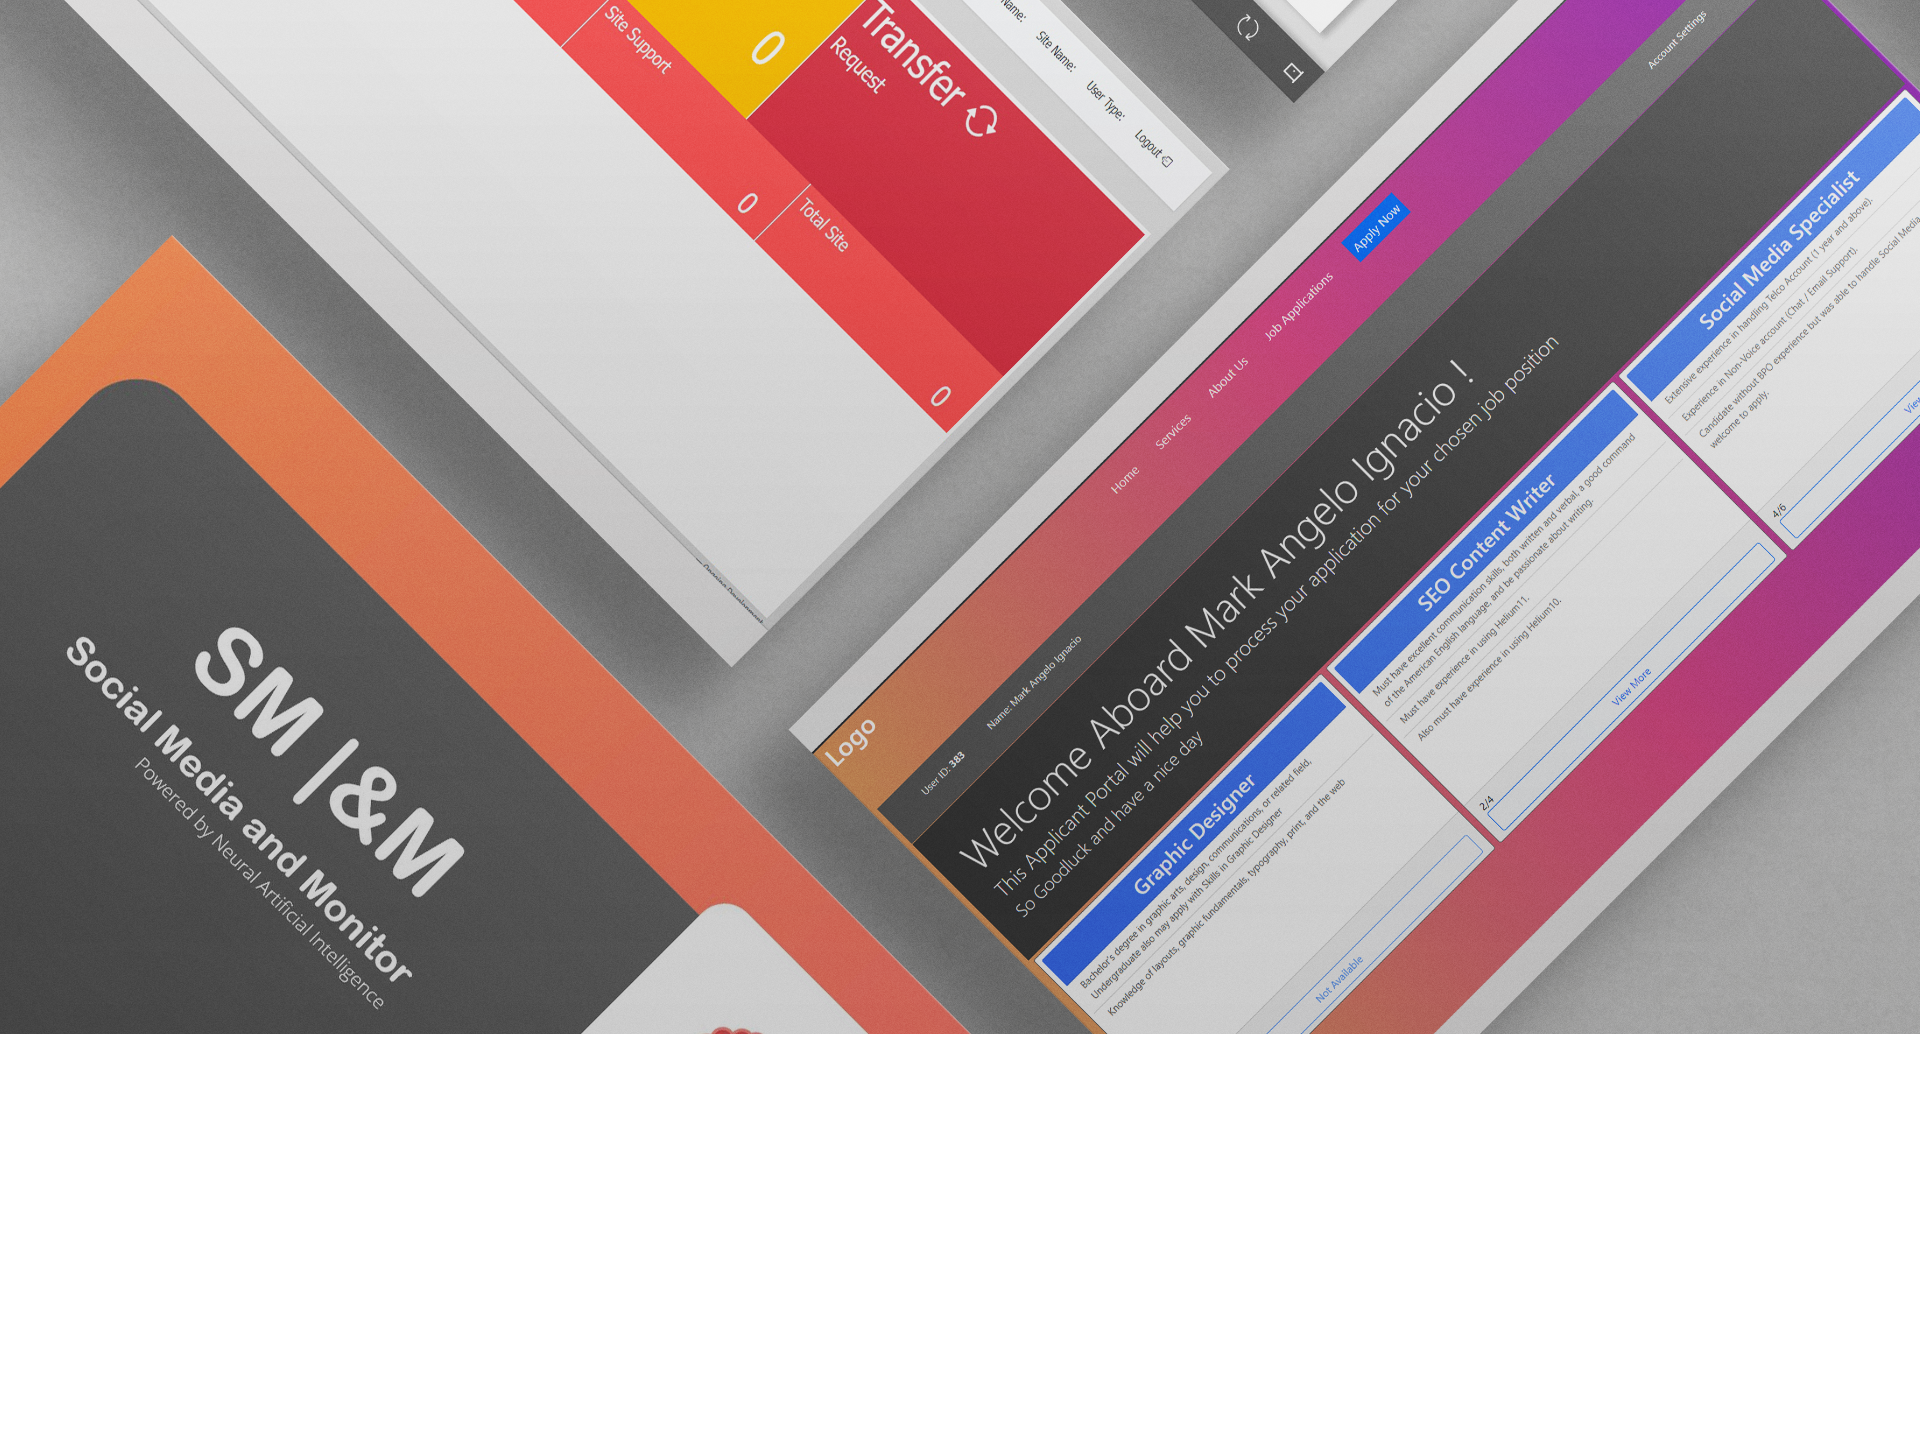 Site Support
0
Transfer
Request
0
Total Site
0
Name:
Site Name:
User Type:
Logout
SM |&M
Social Media and Monitor
Powered by Neural Artificial Intelligence
Logo
Home
Services
About Us
Job Applications
Apply Now
User ID: 383
Name: Mark Angelo Ignacio
Account Settings
Welcome Aboard Mark Angelo Ignacio !
This Applicant Portal will help you to process your application for your chosen job position
So Goodluck and have a nice day
Graphic Designer
Bachelor's degree in graphic arts, design, communications, or related field,
Undergraduate also may apply with Skills in Graphic Designer
Knowledge of layouts, graphic fundamentals, typography, print, and the web
Not Available
SEO Content Writer
Must have excellent communication skills, both written and verbal, a good command
of the American English language, and be passionate about writing.
Must have experience in using Helium11.
Also must have experience in using Helium10.
View More
2/4
Social Media Specialist
Extensive experience in handling Telco Account (1 year and above).
Experience in Non-Voice account (Chat / Email Support).
Candidate without BPO experience but was able to handle Social Media
welcome to apply.
View
4/6